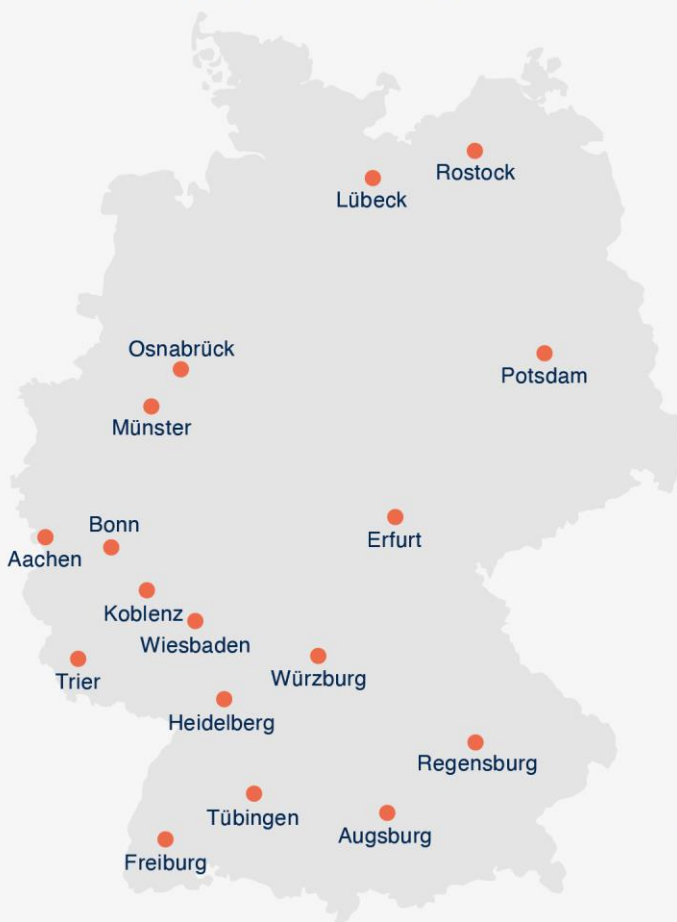 Rostock
Lübeck
Osnabrück
Potsdam
Münster
Bonn
Erfurt
Aachen
Koblenz
Wiesbaden
Würzburg
Trier
Heidelberg
Regensburg
Tübingen
Augsburg
Freiburg